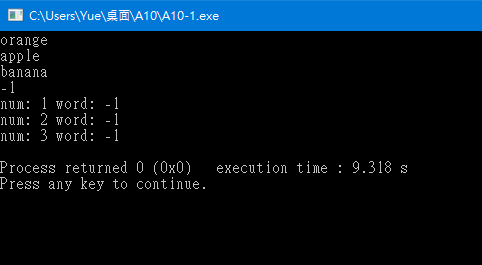 C:\Users\Yue\桌面\A10\A10-1.exe
orange
apple
banana
-1
num: 1 word: -1
num: 2 word: -1
num: 3 word: -1
Process returned 0 (0x0)   execution time : 9.318 s
Press any key to continue.